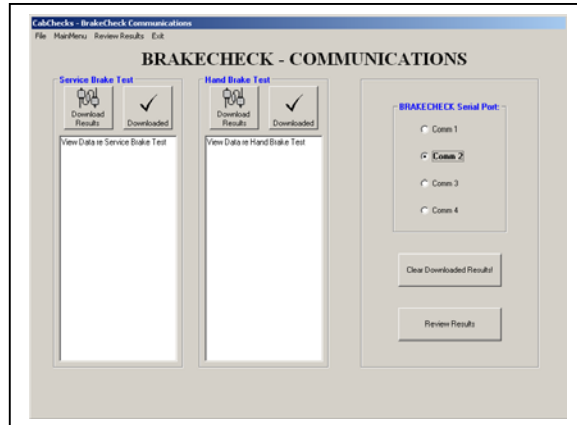 CabChecks - BrakeCheck Communications
File MainMenu Review Results Exit
BRAKECHECK - COMMUNICATIONS
Service Brake Test
Download
Results
Downloaded
View Data re Service Brake Test
Hand Brake Test
Download
Results
Downloaded
View Data re Hand Brake Test
BRAKECHECK Serial Port:
Comm 1
Comm 2
Comm 3
Comm 4
Clear Downloaded Results!
Review Results